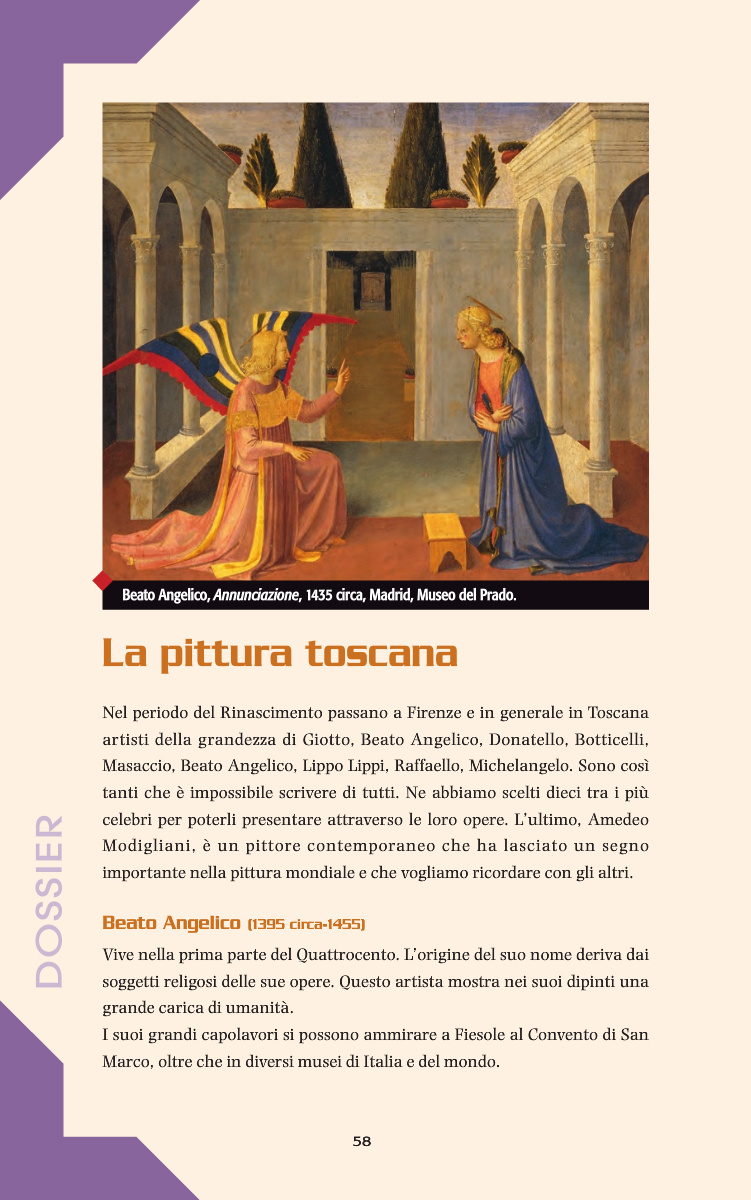 Beato Angelico, Annunciazione, 1435 circa, Madrid, Museo del Prado.
La pittura toscana
Nel periodo del Rinascimento passano a Firenze e in generale in Toscana
artisti della grandezza di Giotto, Beato Angelico, Donatello, Botticelli,
Masaccio, Beato Angelico, Lippo Lippi, Raffaello, Michelangelo. Sono così
tanti che è impossibile scrivere di tutti. Ne abbiamo scelti dieci tra i più
celebri per poterli presentare attraverso le loro opere. L'ultimo, Amedeo
Modigliani, è un pittore contemporaneo che ha lasciato un segno
importante nella pittura mondiale e che vogliamo ricordare con gli altri.
DOSSIER
Beato Angelico (1395 circa-1455)
Vive nella prima parte del Quattrocento. L'origine del suo nome deriva dai
soggetti religosi delle sue opere. Questo artista mostra nei suoi dipinti una
grande carica di umanità.
I suoi grandi capolavori si possono ammirare a Fiesole al Convento di San
Marco, oltre che in diversi musei di Italia e del mondo.
58